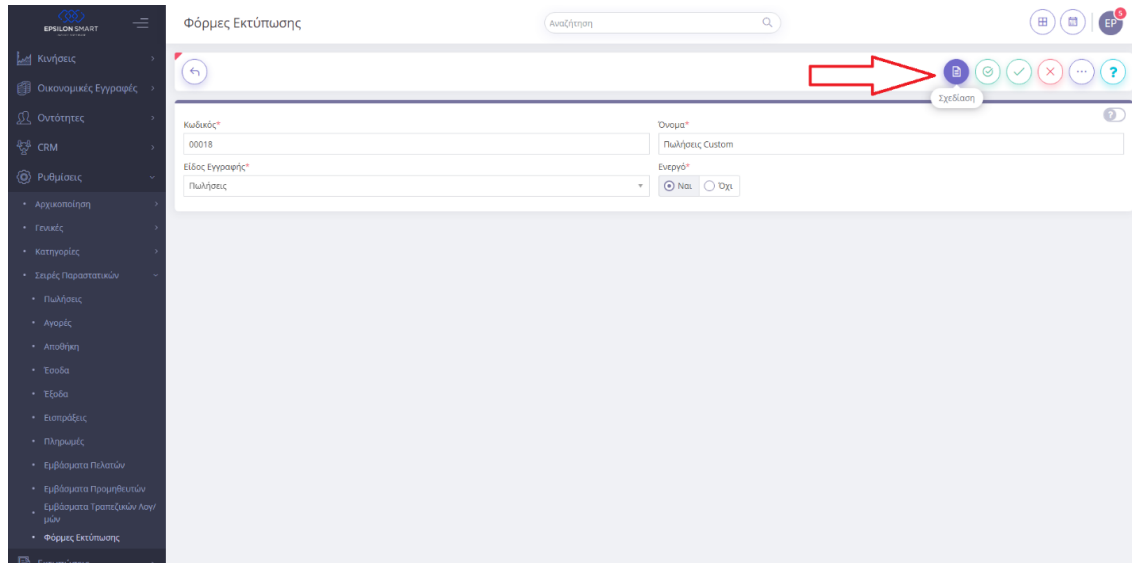 EPSILON SMART
Φόρμες Εκτύπωσης
Αναζήτηση
EP
5
Κινήσεις
Οικονομικές Εγγραφές
Οντότητες
CRM
Ρυθμίσεις
Αρχικοποίηση
Γενικές
Κατηγορίες
Σειρές Παραστατικών
Πωλήσεις
Αγορές
Αποθήκη
Έσοδα
Έξοδα
Εισπράξεις
Πληρωμές
Εμβάσματα Πελατών
Εμβάσματα Προμηθευτών
Εμβάσματα Τραπεζικών Λογ/
μών
Φόρμες Εκτύπωσης
?
Σχεδίαση
?
Κωδικός*
Όνομα*
00018
Πωλήσεις Custom
Είδος Εγγραφής*
Ενεργό*
Πωλήσεις
Ναι
Όχι